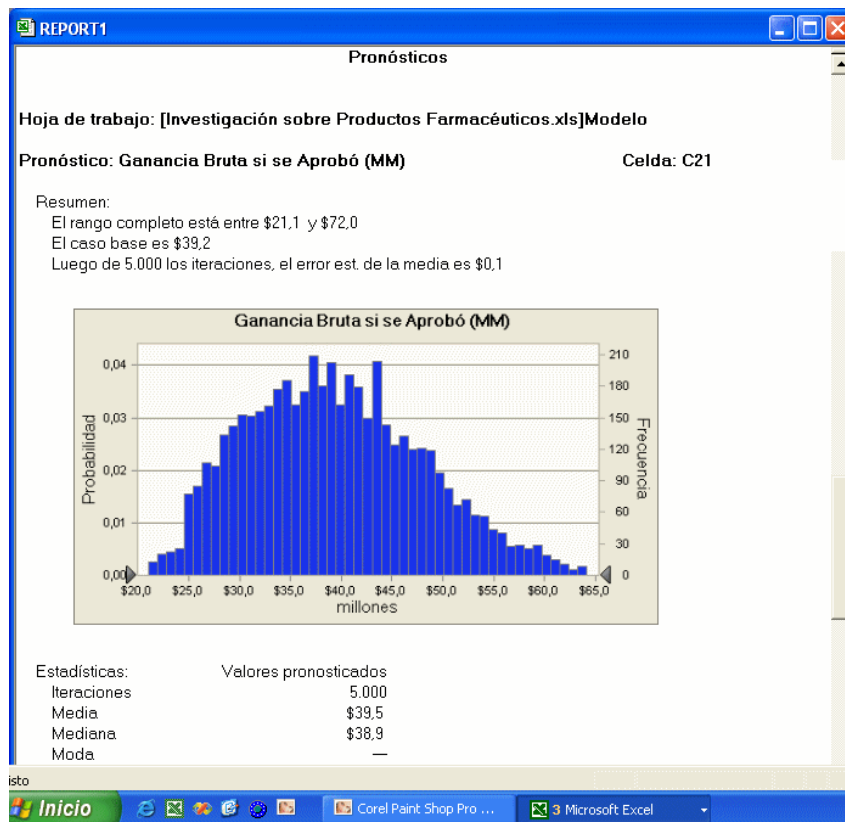 REPORT1
Pronósticos
Hoja de trabajo: [Investigación sobre Productos Farmacéuticos.xls]Modelo
Pronóstico: Ganancia Bruta si se Aprobó (MM) Celda: C21
Resumen:
El rango completo está entre $21,1 y $72,0
El caso base es $39,2
Luego de 5.000 los iteraciones, el error est. de la media es $0,1
Ganancia Bruta si se Aprobó (MM)
0,04
0,03
0,02
0,01
0,00
Probabilidad
210
180
150
120
90
60
30
0
Frecuencia
$20,0 $25,0 $30,0 $35,0 $40,0 $45,0 $50,0 $55,0 $60,0 $65,0
millones
Estadísticas: Valores pronosticados
Iteraciones 5.000
Media $39,5
Mediana $38,9
Moda —
isto
Inicio Corel Paint Shop Pro ... 3 Microsoft Excel